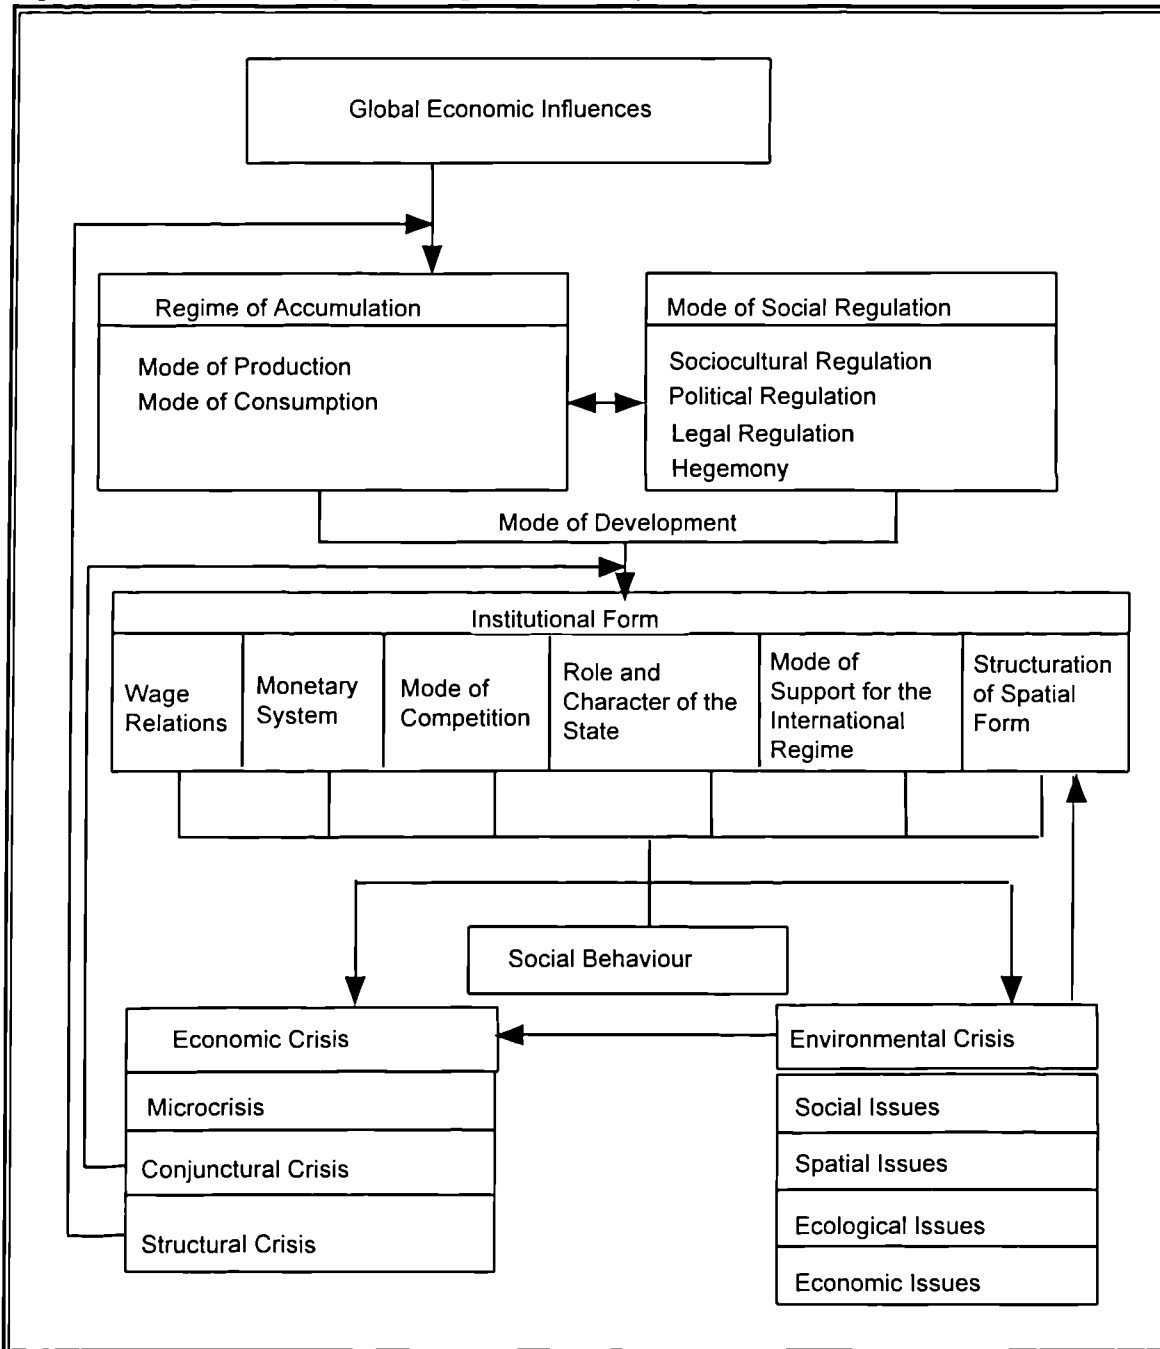 Global Economic Influences
Regime of Accumulation
Mode of Production
Mode of Consumption
Mode of Social Regulation
Sociocultural Regulation
Political Regulation
Legal Regulation
Hegemony
Mode of Development
Institutional Form
Wage
Relations
Monetary
System
Mode of
Competition
Role and
Character of the
State
Mode of
Support for the
International
Regime
Structuration
of Spatial
Form
Social Behaviour
Economic Crisis
Microcrisis
Conjunctural Crisis
Structural Crisis
Environmental Crisis
Social Issues
Spatial Issues
Ecological Issues
Economic Issues